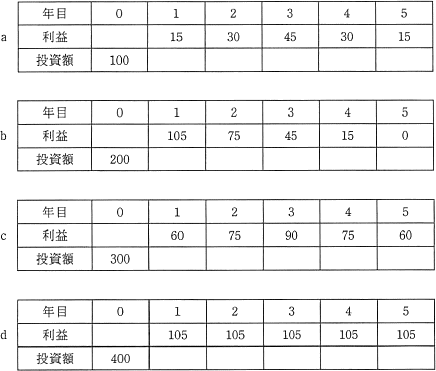 a
年目 0 1 2 3 4 5
利益 15 30 45 30 15
投資額 100
b
年目 0 1 2 3 4 5
利益 105 75 45 15 0
投資額 200
c
年目 0 1 2 3 4 5
利益 60 75 90 75 60
投資額 300
d
年目 0 1 2 3 4 5
利益 105 105 105 105 105
投資額 400